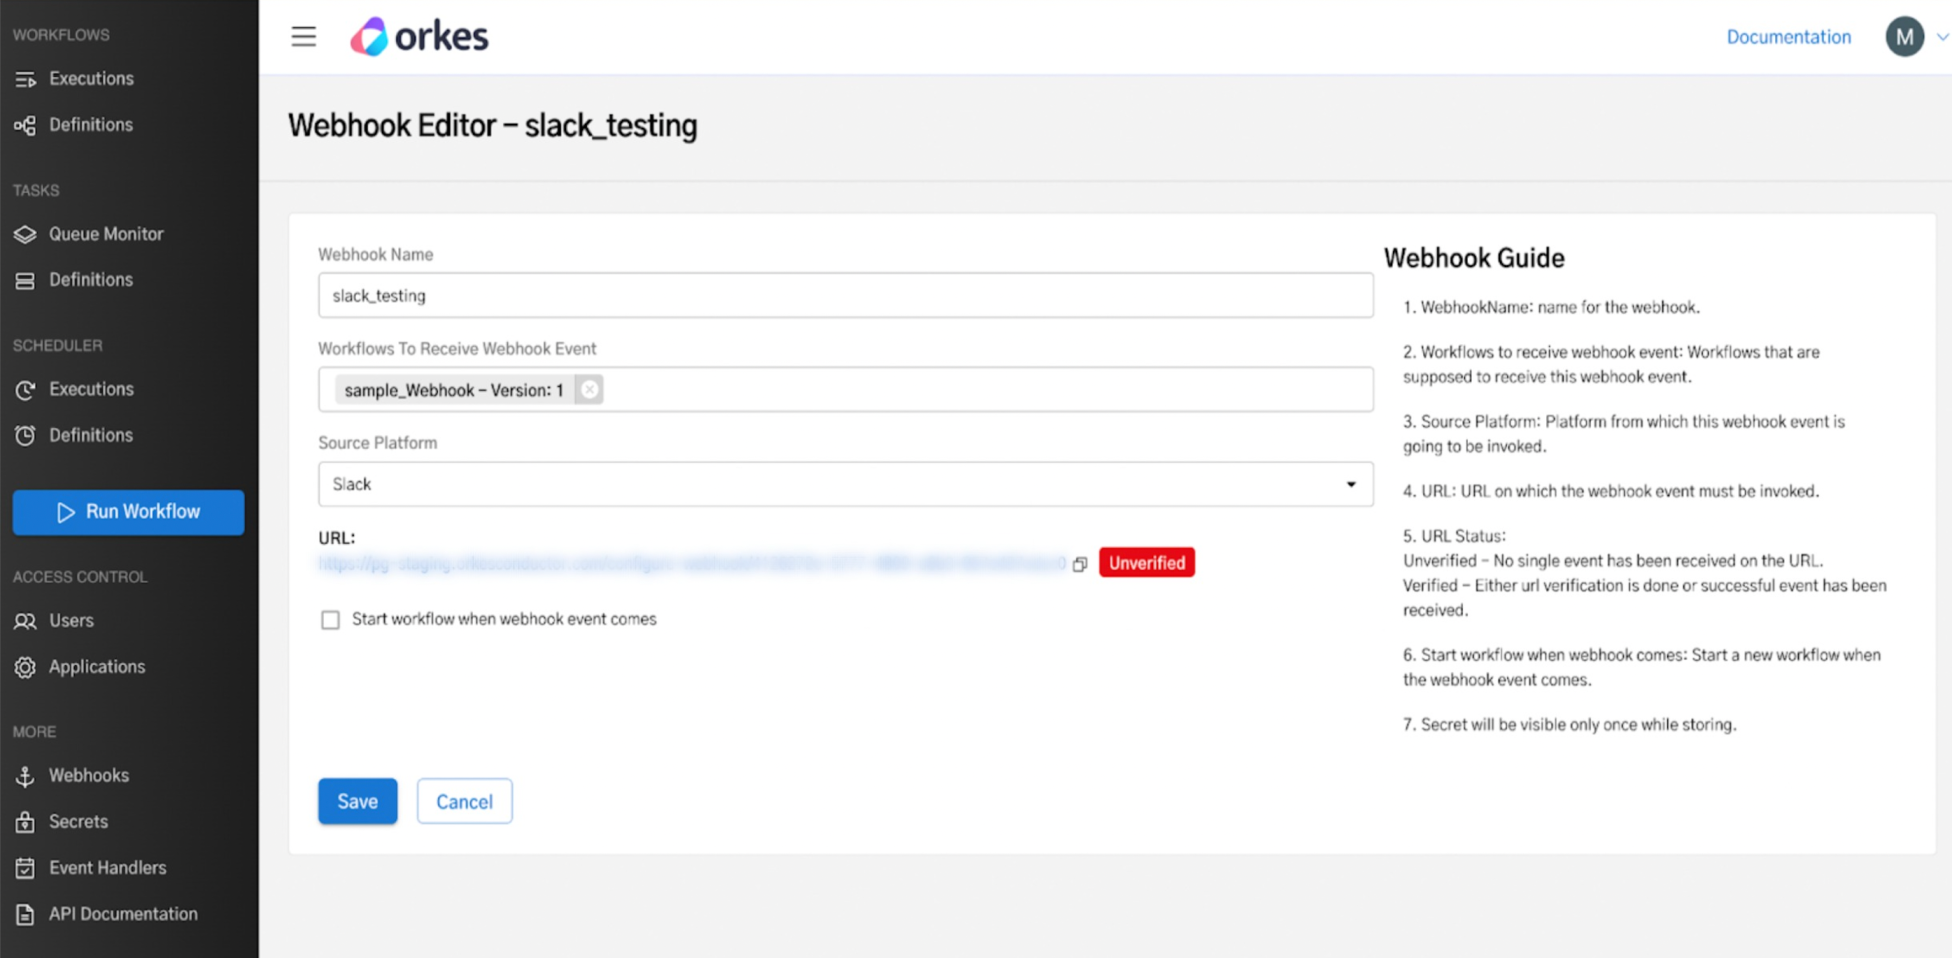 WORKFLOWS
Executions
Definitions
TASKS
Queue Monitor
Definitions
SCHEDULER
Executions
Definitions
Run Workflow
ACCESS CONTROL
Users
Applications
MORE
Webhooks
Secrets
Event Handlers
API Documentation
orkes
Documentation
M
Webhook Editor – slack_testing
Webhook Name
slack_testing
Workflows To Receive Webhook Event
sample_Webhook – Version: 1
Source Platform
Slack
URL:
Unverified
Start workflow when webhook event comes
Save
Cancel
Webhook Guide
1. WebhookName: name for the webhook.
2. Workflows to receive webhook event: Workflows that are
supposed to receive this webhook event.
3. Source Platform: Platform from which this webhook event is
going to be invoked.
4. URL: URL on which the webhook event must be invoked.
5. URL Status:
Unverified – No single event has been received on the URL.
Verified – Either url verification is done or successful event has been
received.
6. Start workflow when webhook comes: Start a new workflow when
the webhook event comes.
7. Secret will be visible only once while storing.